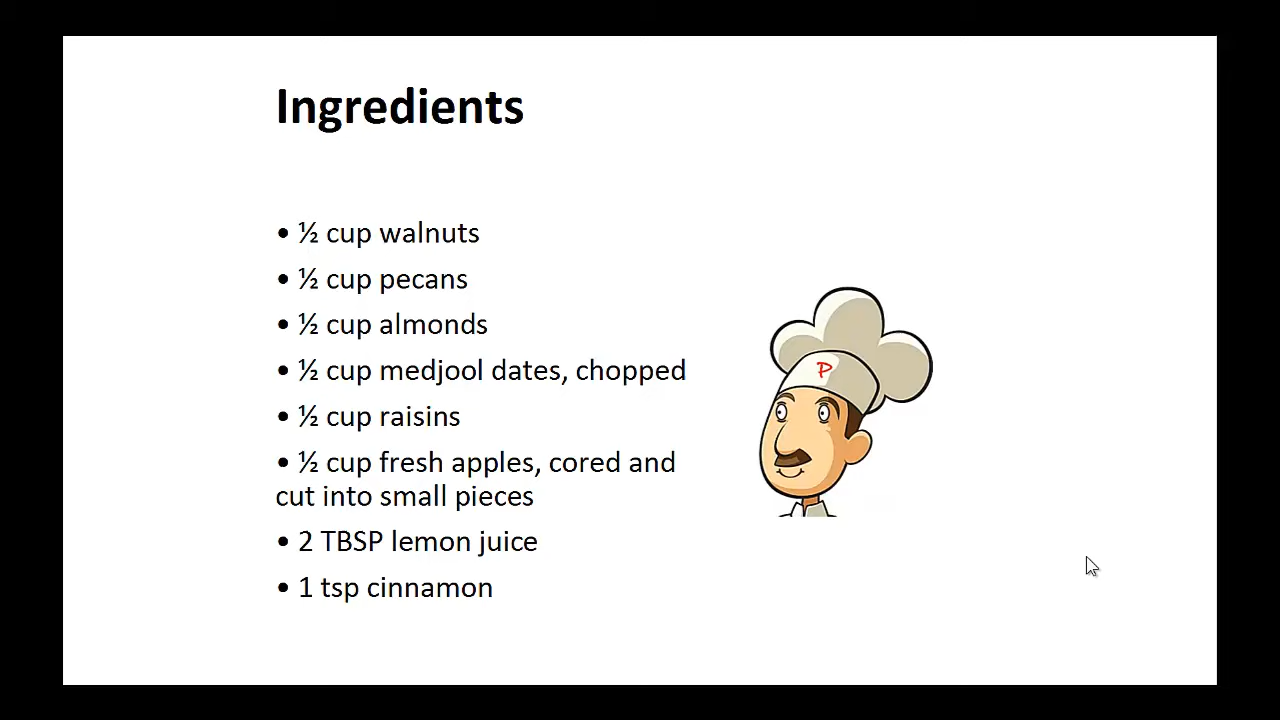 Ingredients
• ½ cup walnuts
• ½ cup pecans
• ½ cup almonds
• ½ cup medjool dates, chopped
• ½ cup raisins
• ½ cup fresh apples, cored and
cut into small pieces
• 2 TBSP lemon juice
• 1 tsp cinnamon
P